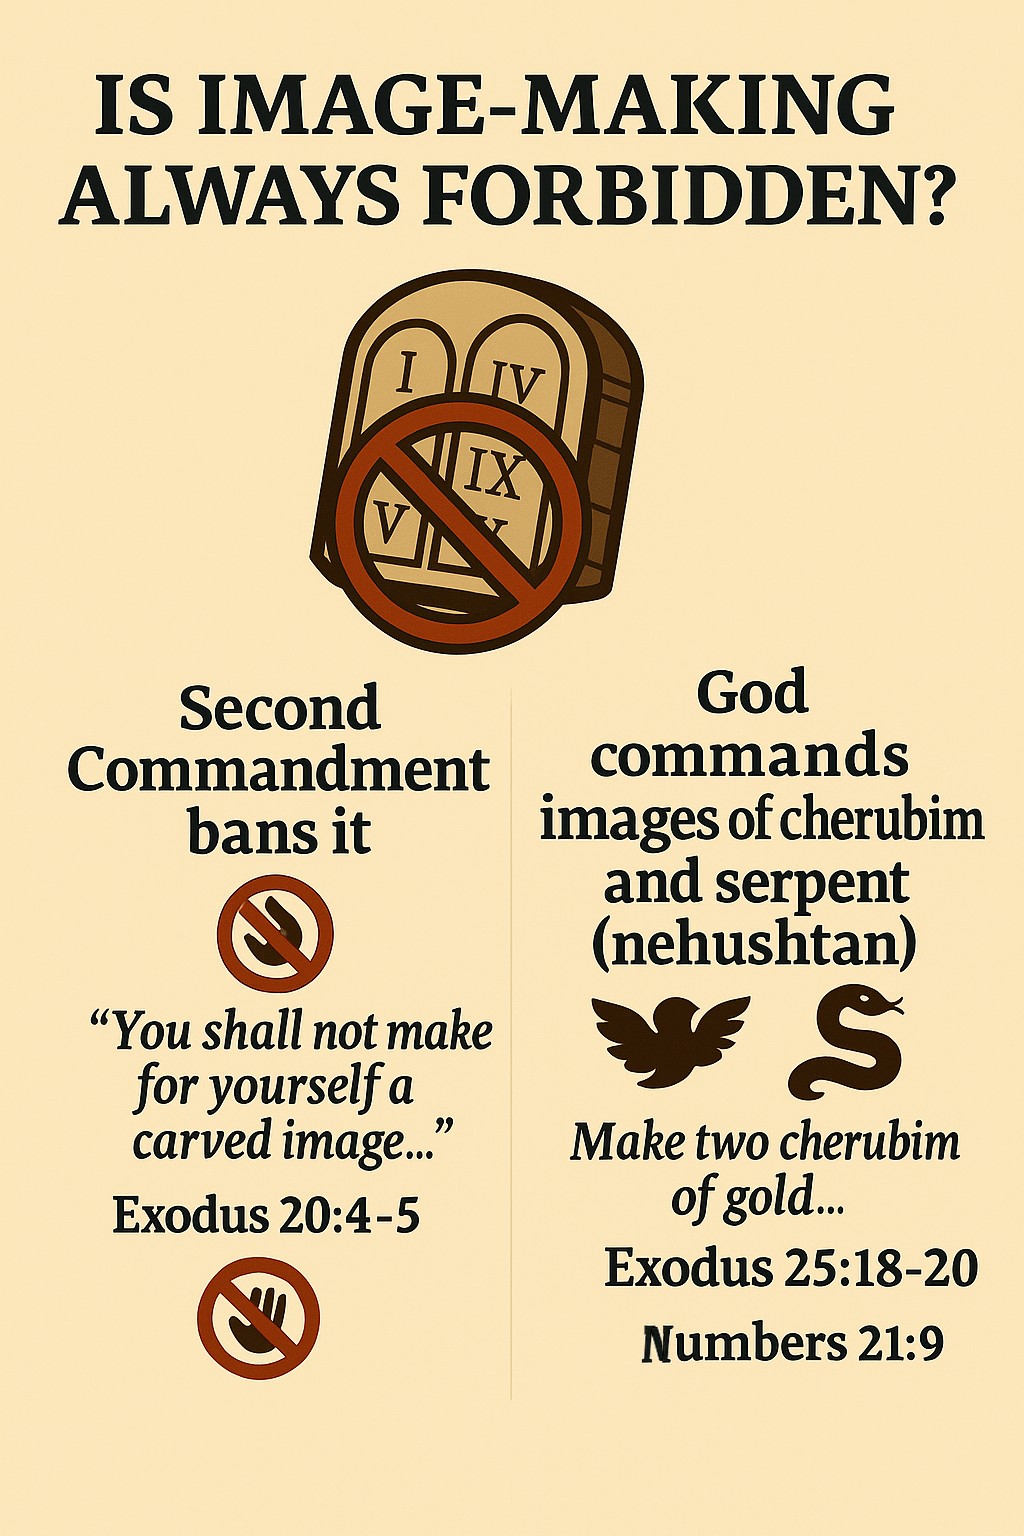 IS IMAGE-MAKING
ALWAYS FORBIDDEN?
I
IV
IX
V
Second
Commandment
bans it
“You shall not make
for yourself a
carved image...”
Exodus 20:4-5
God
commands
images of cherubim
and serpent
(nehushtan)
Make two cherubim
of gold...
Exodus 25:18-20
Numbers 21:9